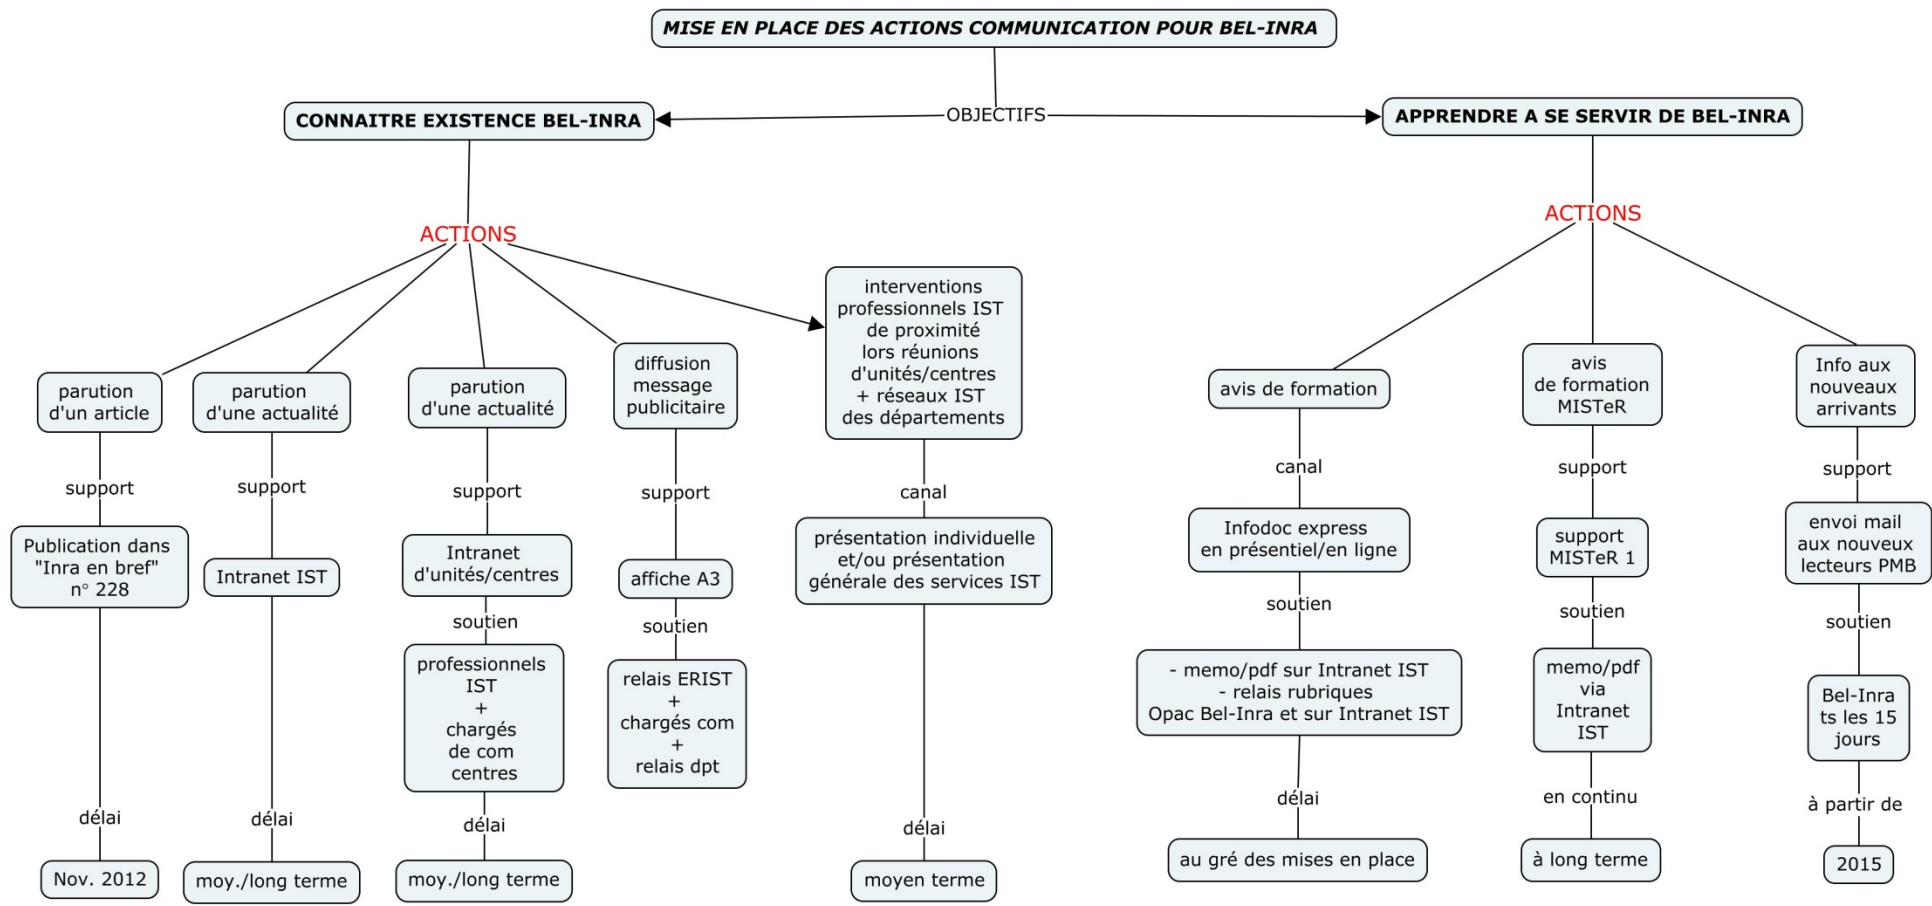 MISE EN PLACE DES ACTIONS COMMUNICATION POUR BEL-INRA
OBJECTIFS
CONNAITRE EXISTENCE BEL-INRA
ACTIONS
parution
d'un article
support
Publication dans
"Inra en bref"
n° 228
délai
Nov. 2012
parution
d'une actualité
support
Intranet IST
délai
moy./long terme
parution
d'une actualité
support
Intranet
d'unités/centres
soutien
professionnels
IST
+
chargés
de com
centres
délai
moy./long terme
diffusion
message
publicitaire
support
affiche A3
soutien
relais ERIST
+
chargés com
+
relais dpt
interventions
professionnels IST
de proximité
lors réunions
d'unités/centres
+ réseaux IST
des départements
canal
présentation individuelle
et/ou présentation
générale des services IST
délai
moyen terme
APPRENDRE A SE SERVIR DE BEL-INRA
ACTIONS
avis de formation
canal
Infodoc express
en présentiel/en ligne
soutien
- memo/pdf sur Intranet IST
- relais rubriques
Opac Bel-Inra et sur Intranet IST
délai
au gré des mises en place
avis
de formation
MISTeR
support
support
MISTeR 1
soutien
memo/pdf
via
Intranet
IST
en continu
à long terme
Info aux
nouveaux
arrivants
support
envoi mail
aux nouveux
lecteurs PMB
soutien
Bel-Inra
ts les 15
jours
à partir de
2015